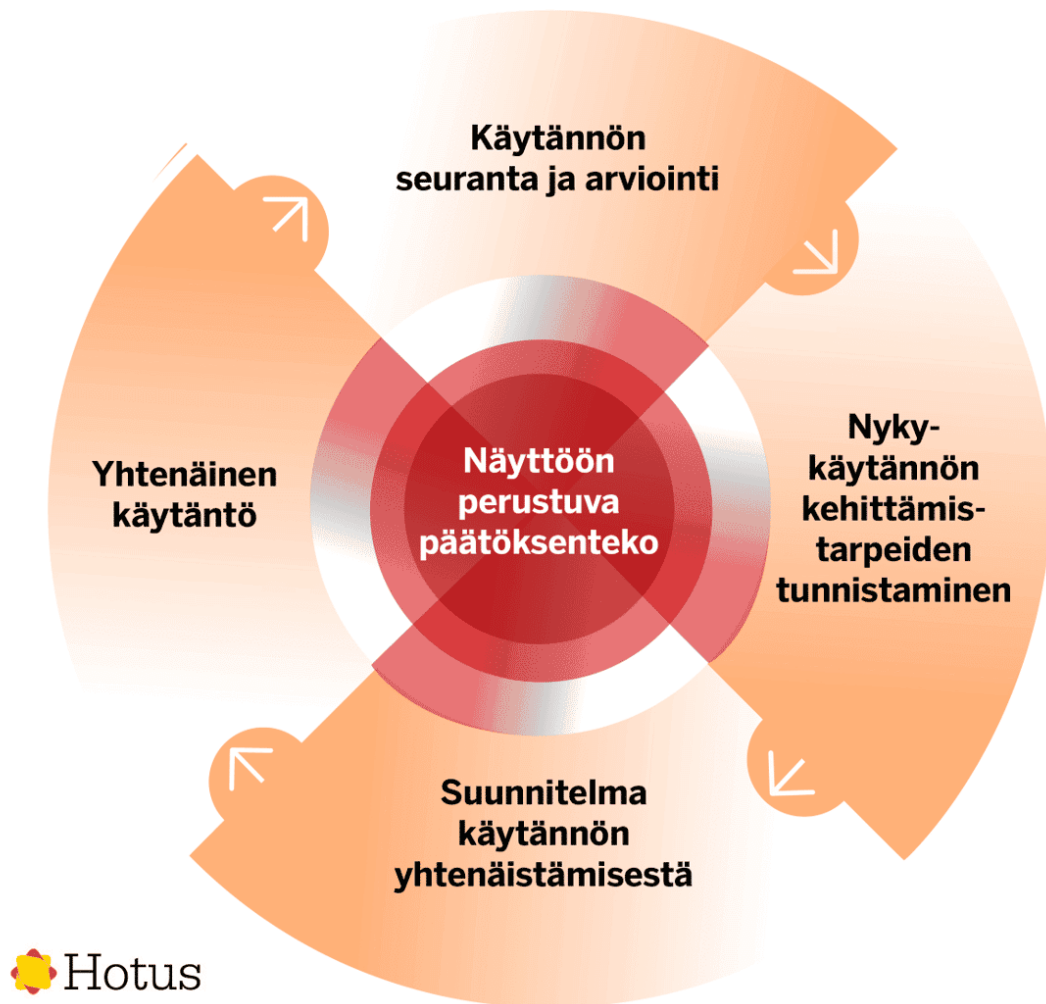 Käytännön
seuranta ja arviointi
Nyky-
käytännön
kehittämis-
tarpeiden
tunnistaminen
Suunnitelma
käytännön
yhtenäistämisestä
Yhtenäinen
käytäntö
Näyttöön
perustuva
päätöksenteko
Hotus